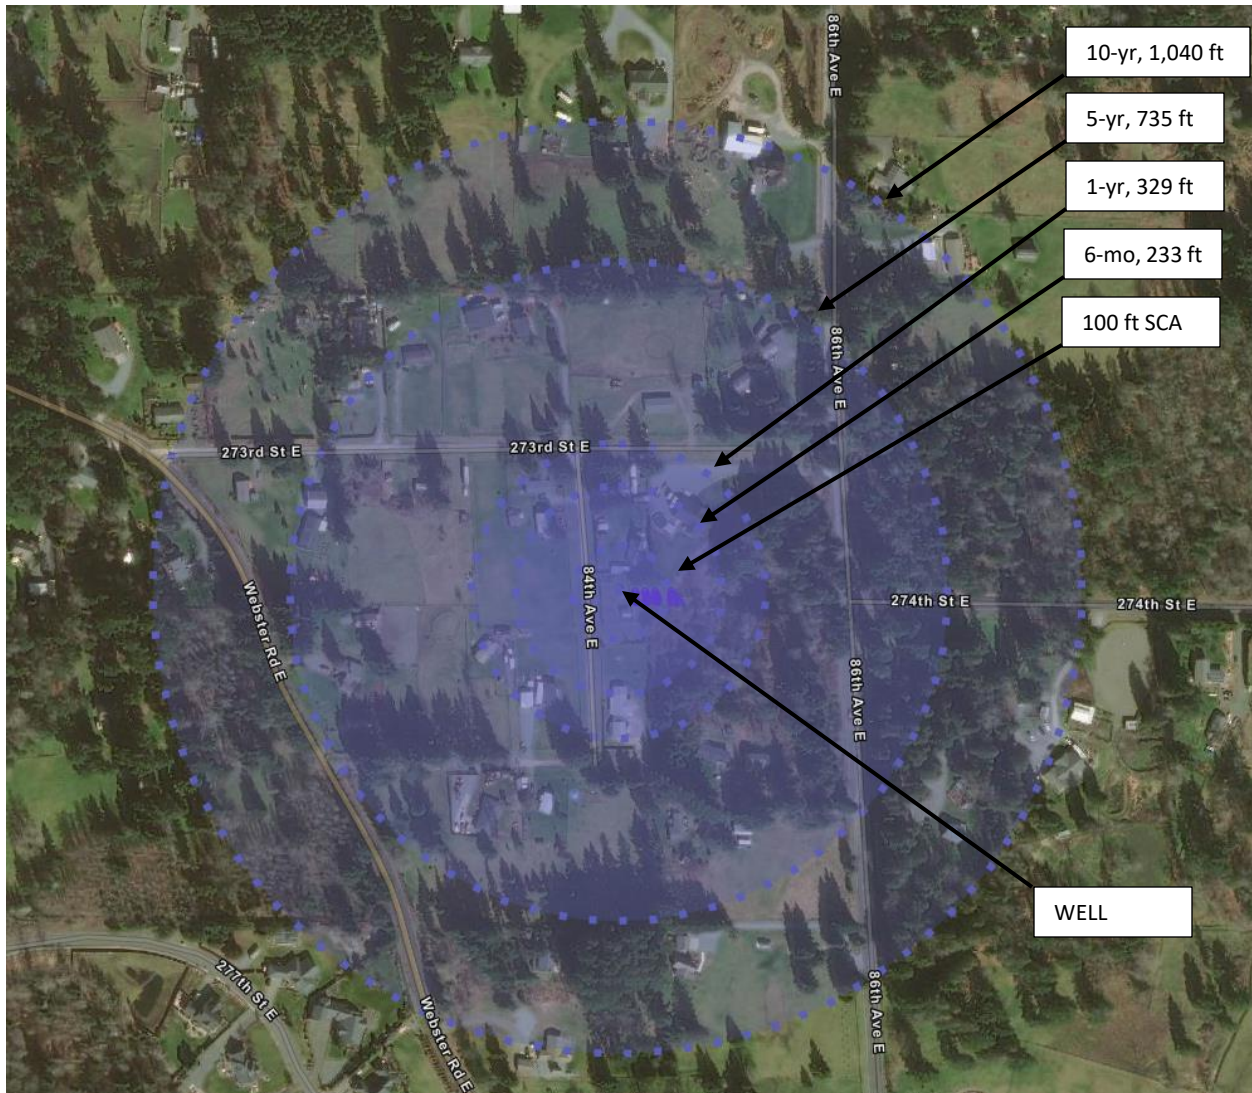 86th Ave E
10-yr, 1,040 ft
5-yr, 735 ft
1-yr, 329 ft
6-mo, 233 ft
100 ft SCA
86th Ave E
273rd St E
273rd St E
84th Ave E
274th St E
274th St E
Webster Rd E
86th Ave E
WELL
277th St E
Webster Rd E
86th Ave E